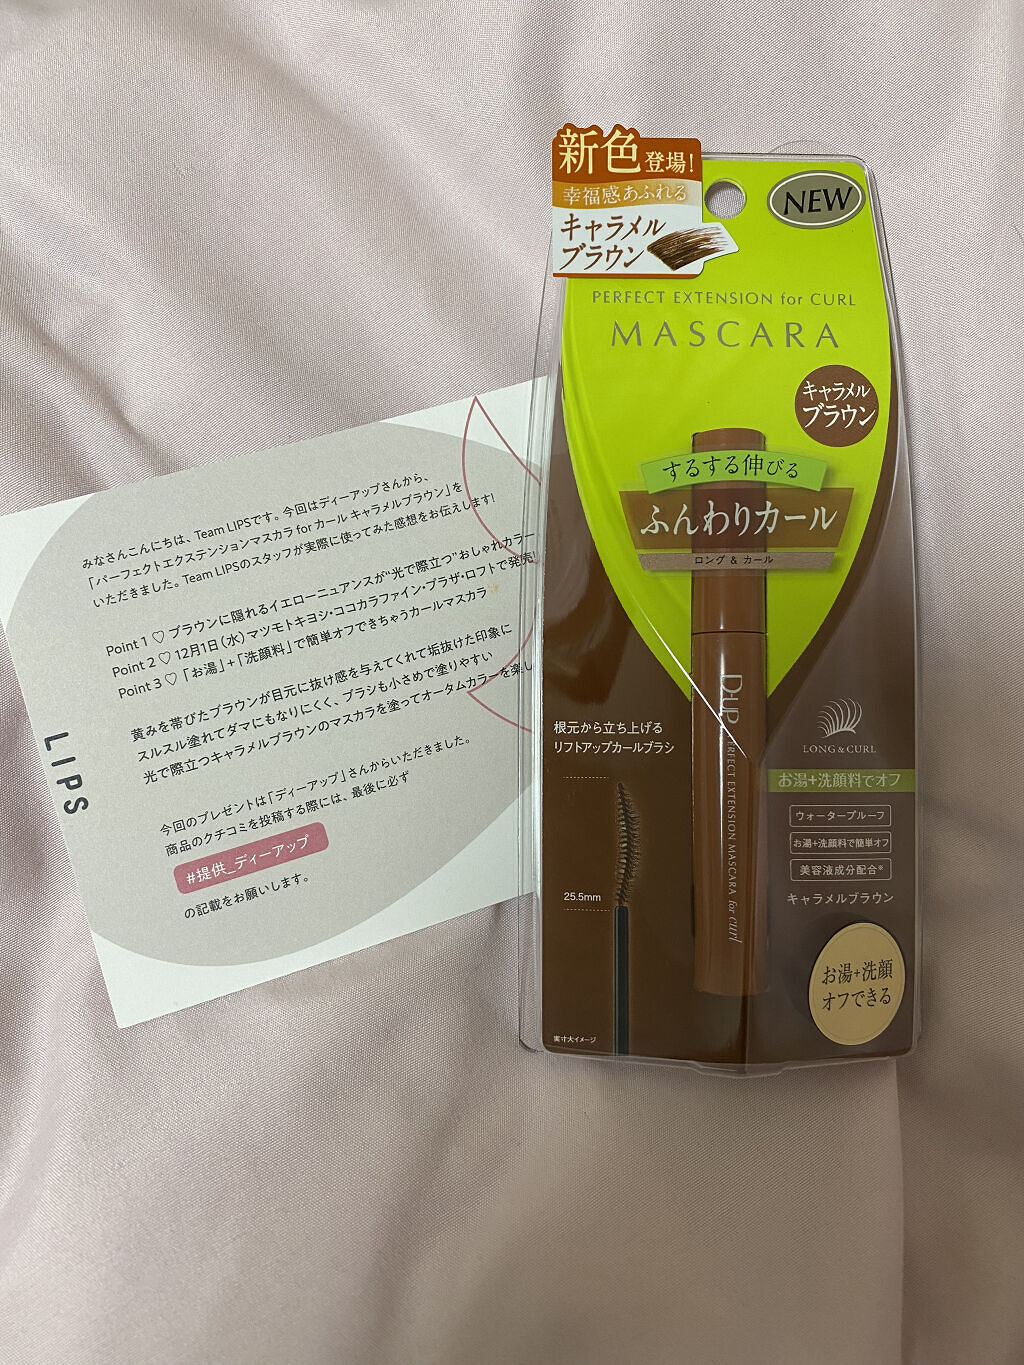 みなさんこんにちは、Team LIPSです。今回はディーアップさんから、
「パーフェクトエクステンションマスカラ for カール キャラメルブラウン」を
いただきました。Team LIPSのスタッフが実際に使ってみた感想をお伝えします!
Point 1 ♡ ブラウンに隠れるイエローニュアンスが"光で際立つ"おしゃれカラー
Point 2 ♡ 12月1日(水)マツモトキヨシ・ココカラファイン・プラザ・ロフトで発売!
Point 3 ♡ 「お湯」+「洗顔料」で簡単オフできちゃうカールマスカラ✨
黄みを帯びたブラウンが目元に抜け感を与えてくれて垢抜けた印象に
スルスル塗れてダマにもなりにくく、ブラシも小さめで塗りやすい
光で際立つキャラメルブラウンのマスカラを塗ってオータムカラーを楽し
今回のプレゼントは「ディーアップ」さんからいただきました。
商品のクチコミを投稿する際には、最後に必ず
#提供_ディーアップ
の記載をお願いします。
LIPS
新色登場!
幸福感あふれる
キャラメル
ブラウン
NEW
PERFECT EXTENSION for CURL
MASCARA
キャラメル
ブラウン
するする伸びる
ふんわりカール
ロング & カール
D-UP PERFECT EXTENSION MASCARA for curl
根元から立ち上げる
リフトアップカールブラシ
25.5mm
実寸大イメージ
LONG & CURL
お湯+洗顔料でオフ
ウォータープルーフ
お湯+洗顔料で簡単オフ
美容液成分配合※
キャラメルブラウン
お湯+洗顔
オフできる